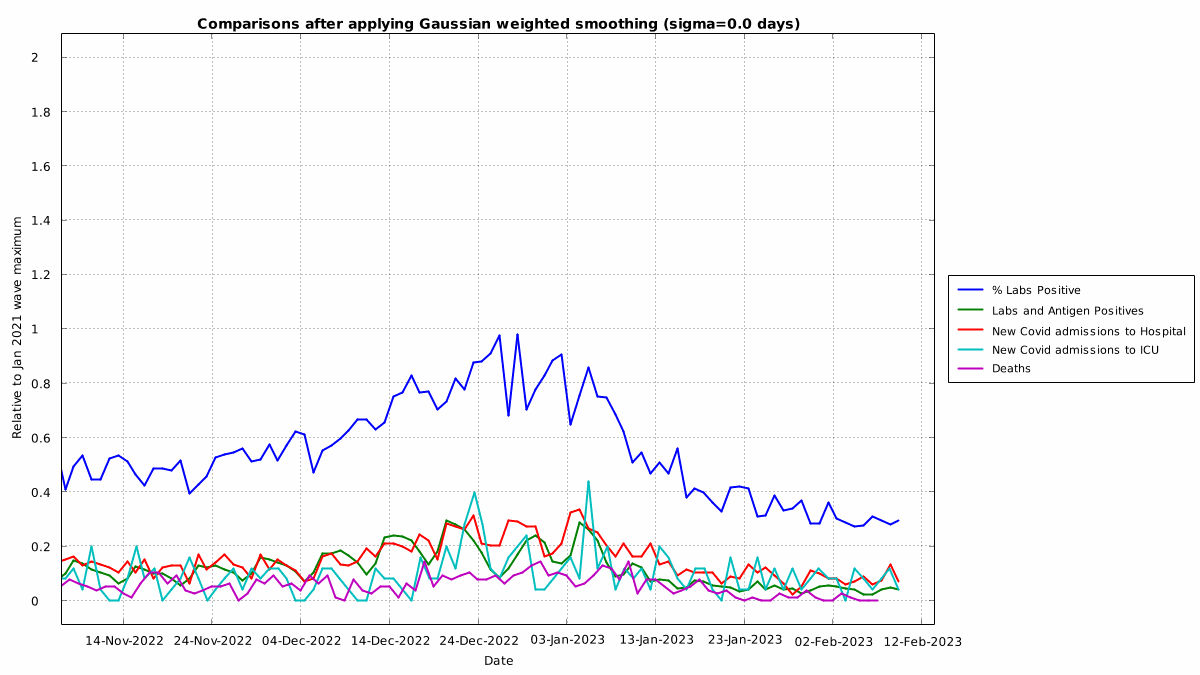 Comparisons after applying Gaussian weighted smoothing (sigma=0.0 days)
Relative to Jan 2021 wave maximum
2
1.8
1.6
1.4
1.2
1
0.8
0.6
0.4
0.2
0
14-Nov-2022 24-Nov-2022 04-Dec-2022 14-Dec-2022 24-Dec-2022 03-Jan-2023 13-Jan-2023 23-Jan-2023 02-Feb-2023 12-Feb-2023
Date
% Labs Positive
Labs and Antigen Positives
New Covid admissions to Hospital
New Covid admissions to ICU
Deaths